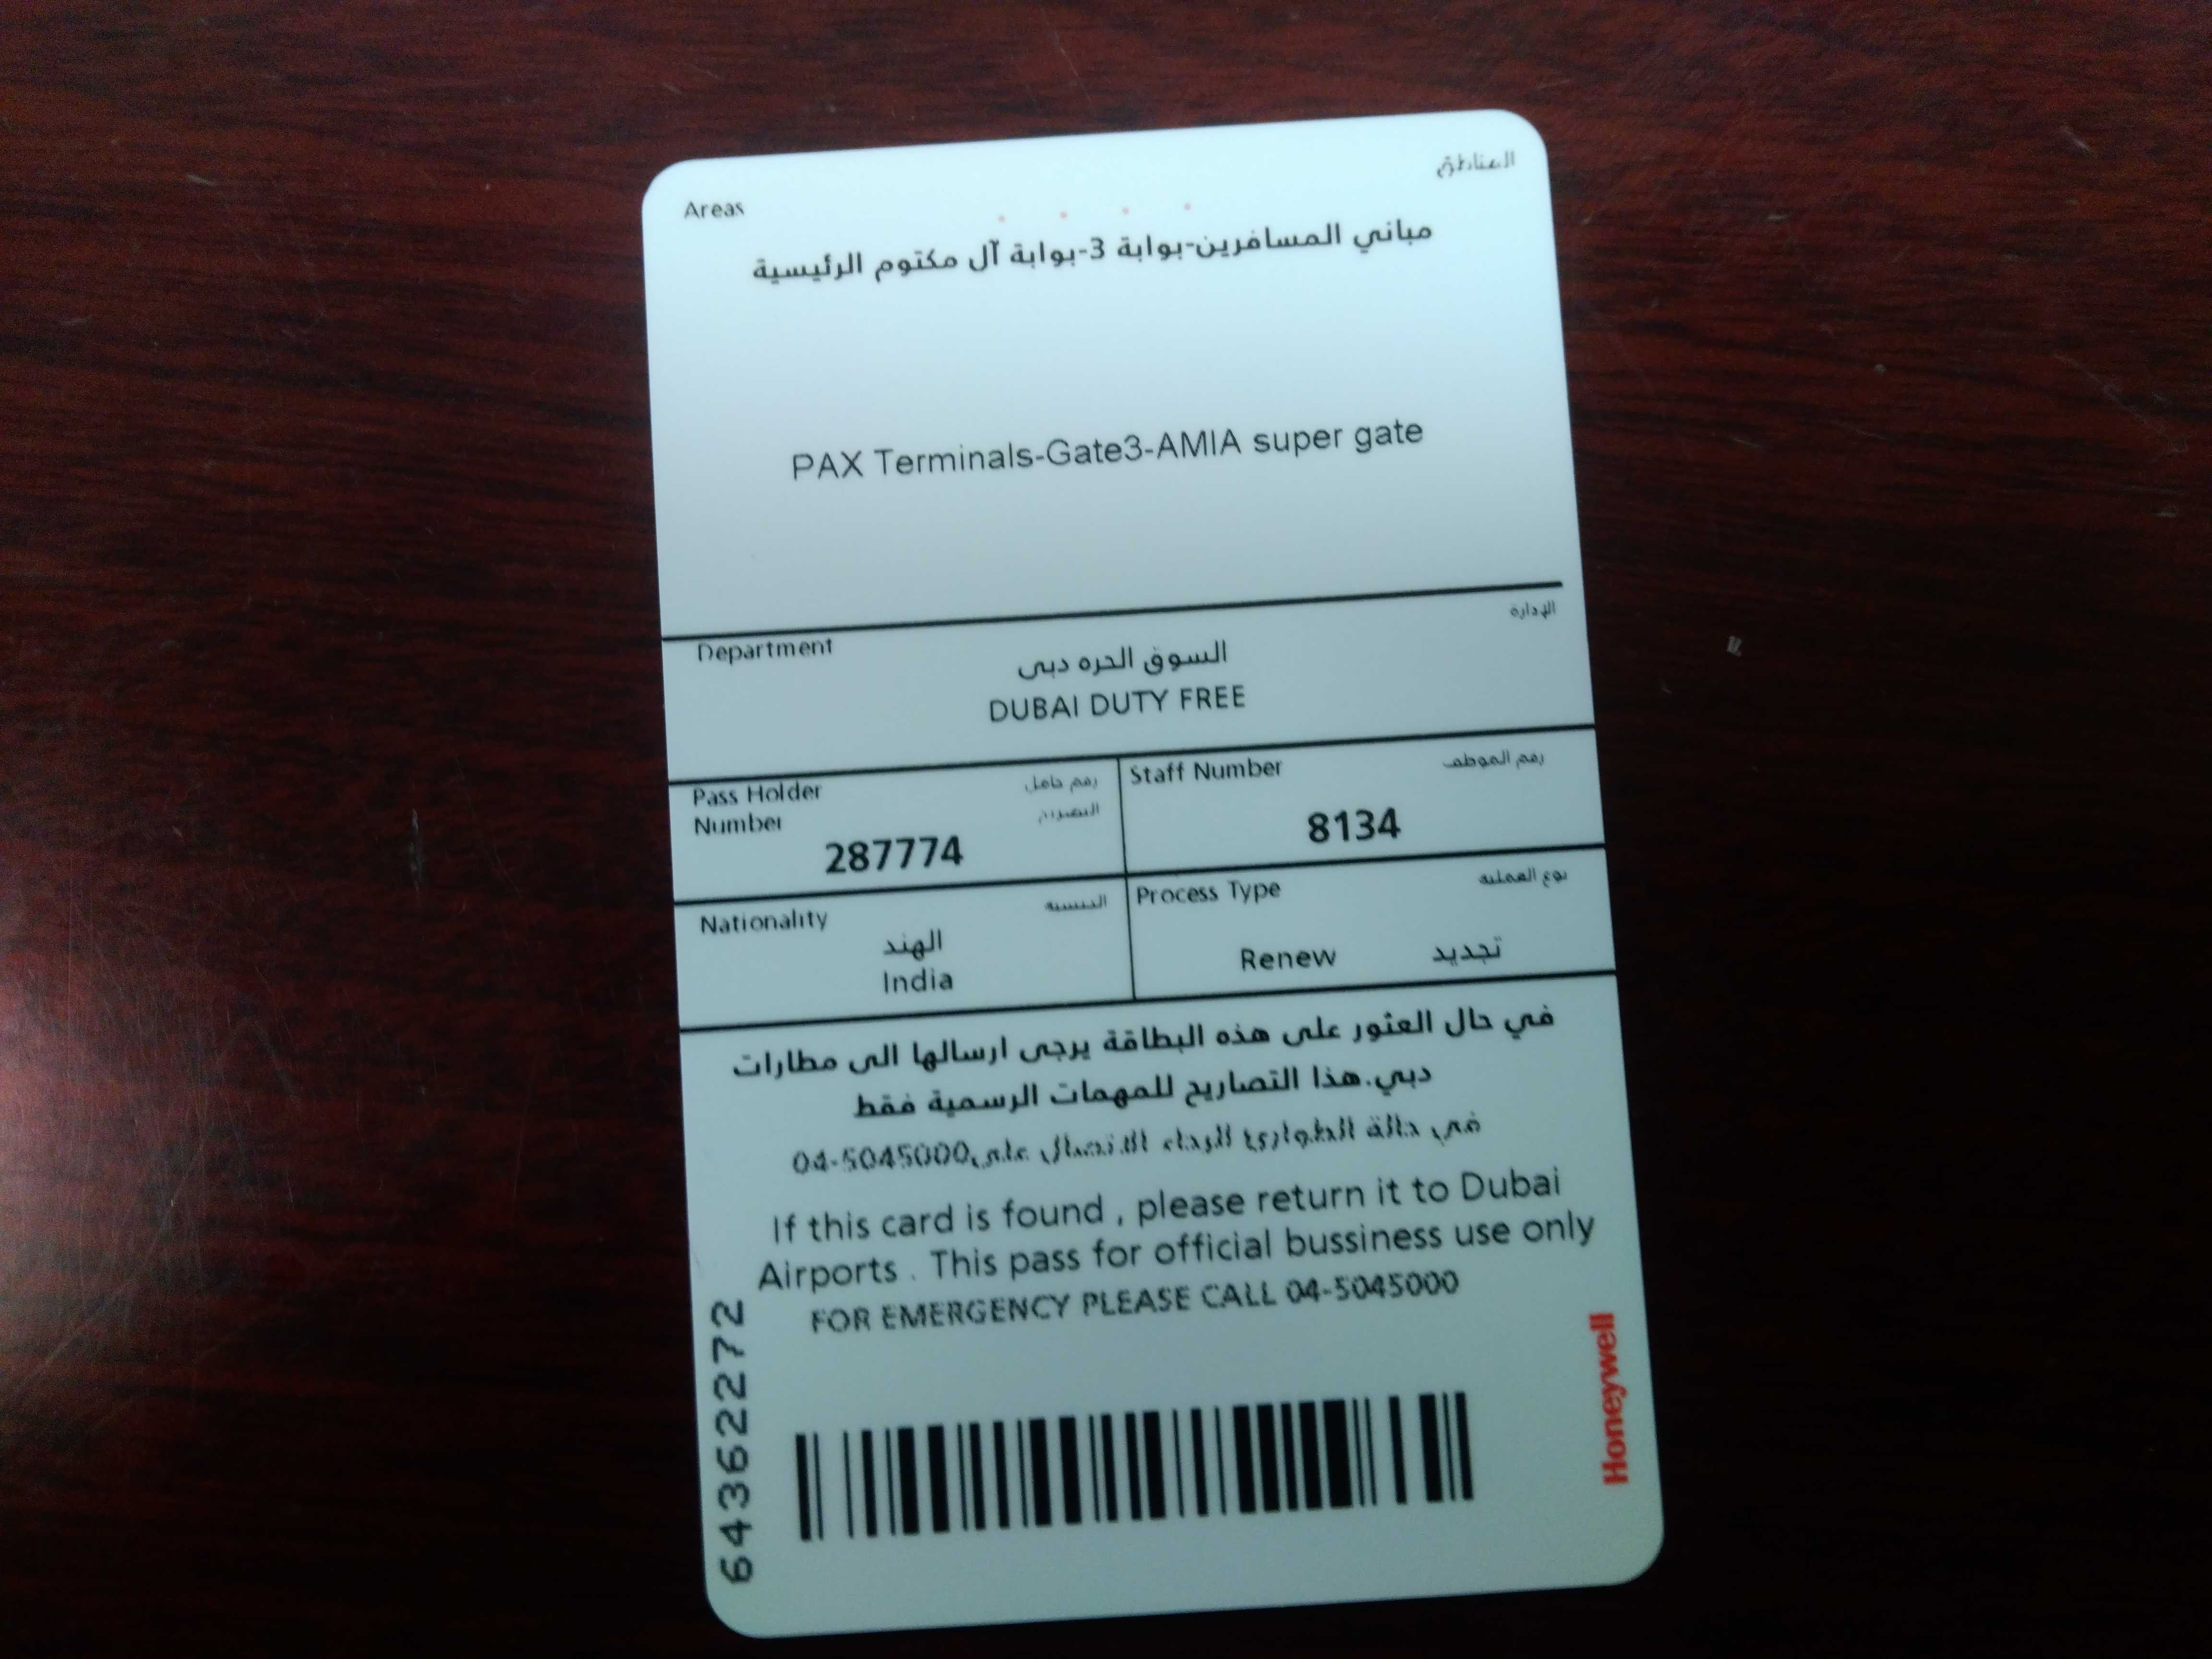 Areas
المناطق
مباني المسافرين-بوابة 3-بوابة آل مكتوم الرئيسية
PAX Terminals-Gate3-AMIA super gate
Department
الإدارة
السوق الحره دبى
DUBAI DUTY FREE
Pass Holder
Number
رقم حامل
التصريح
287774
Staff Number
رقم الموظف
8134
Nationality
الجنسية
الهند
India
Process Type
نوع العملية
Renew تجديد
في حال العثور على هذه البطاقة يرجى ارسالها الى مطارات
دبي.هذا التصاريح للمهمات الرسمية فقط
في حالة الطوارئ الرجاء الاتصال على04-5045000
If this card is found , please return it to Dubai
Airports . This pass for official bussiness use only
FOR EMERGENCY PLEASE CALL 04-5045000
64362272
Honeywell